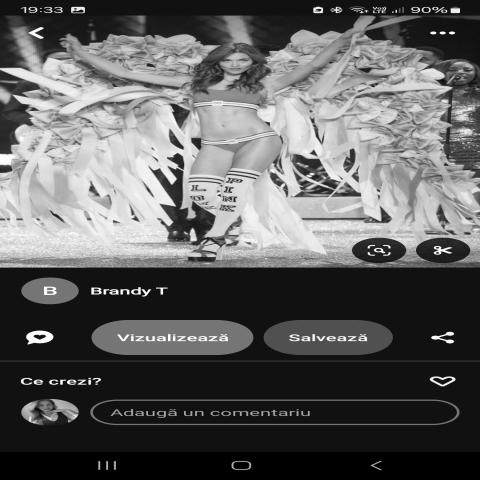 19:33
90%
B Brandy T
Vizualizează Salvează
Ce crezi?
Adaugă un comentariu